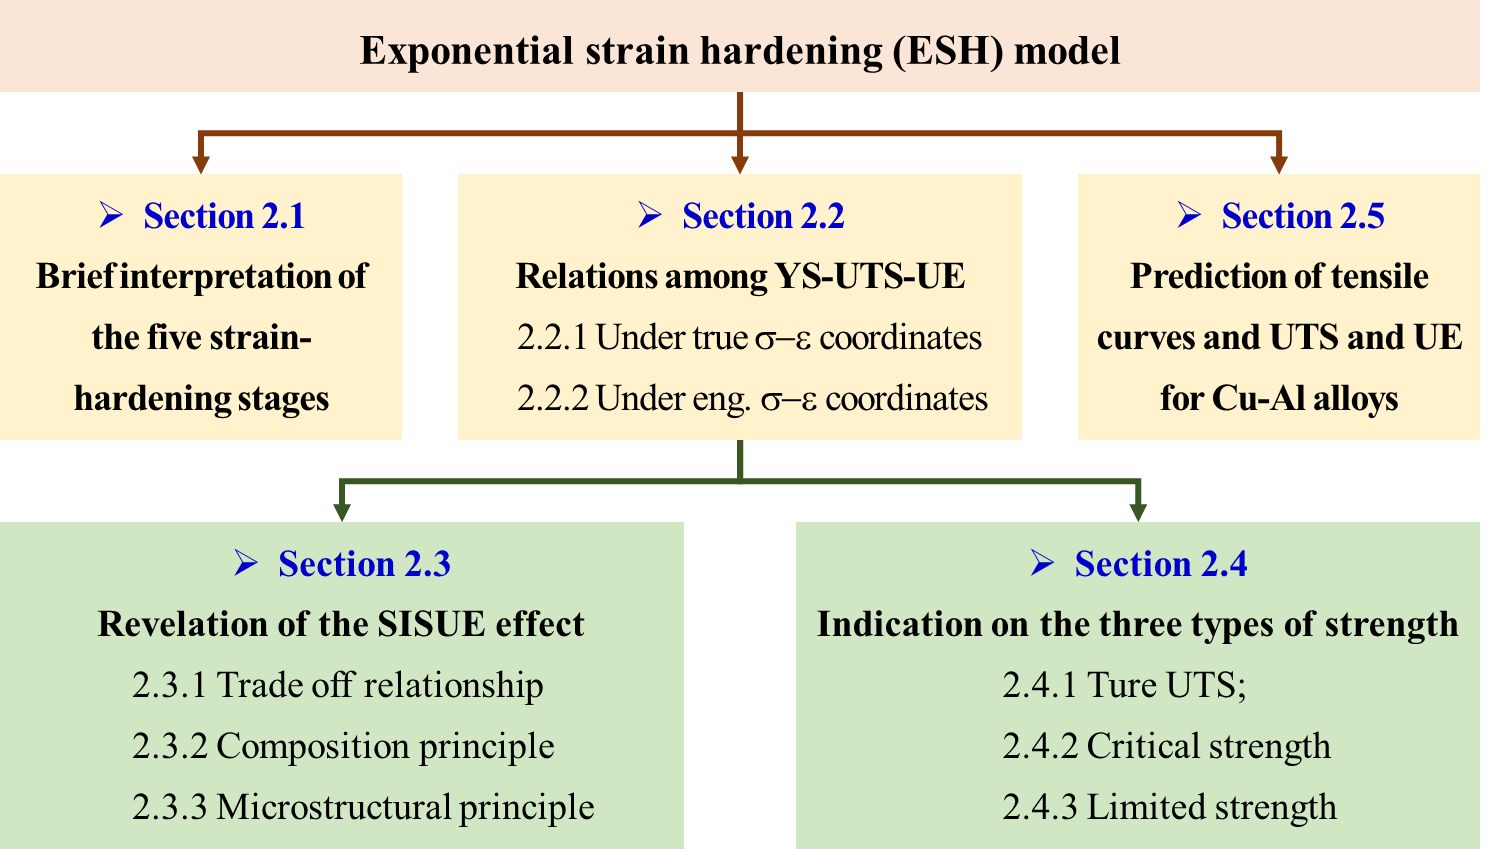 Exponential strain hardening (ESH) model
➢ Section 2.1
Brief interpretation of
the five strain-
hardening stages
➢ Section 2.2
Relations among YS-UTS-UE
2.2.1 Under true σ–ε coordinates
2.2.2 Under eng. σ–ε coordinates
➢ Section 2.5
Prediction of tensile
curves and UTS and UE
for Cu-Al alloys
➢ Section 2.3
Revelation of the SISUE effect
2.3.1 Trade off relationship
2.3.2 Composition principle
2.3.3 Microstructural principle
➢ Section 2.4
Indication on the three types of strength
2.4.1 Ture UTS;
2.4.2 Critical strength
2.4.3 Limited strength